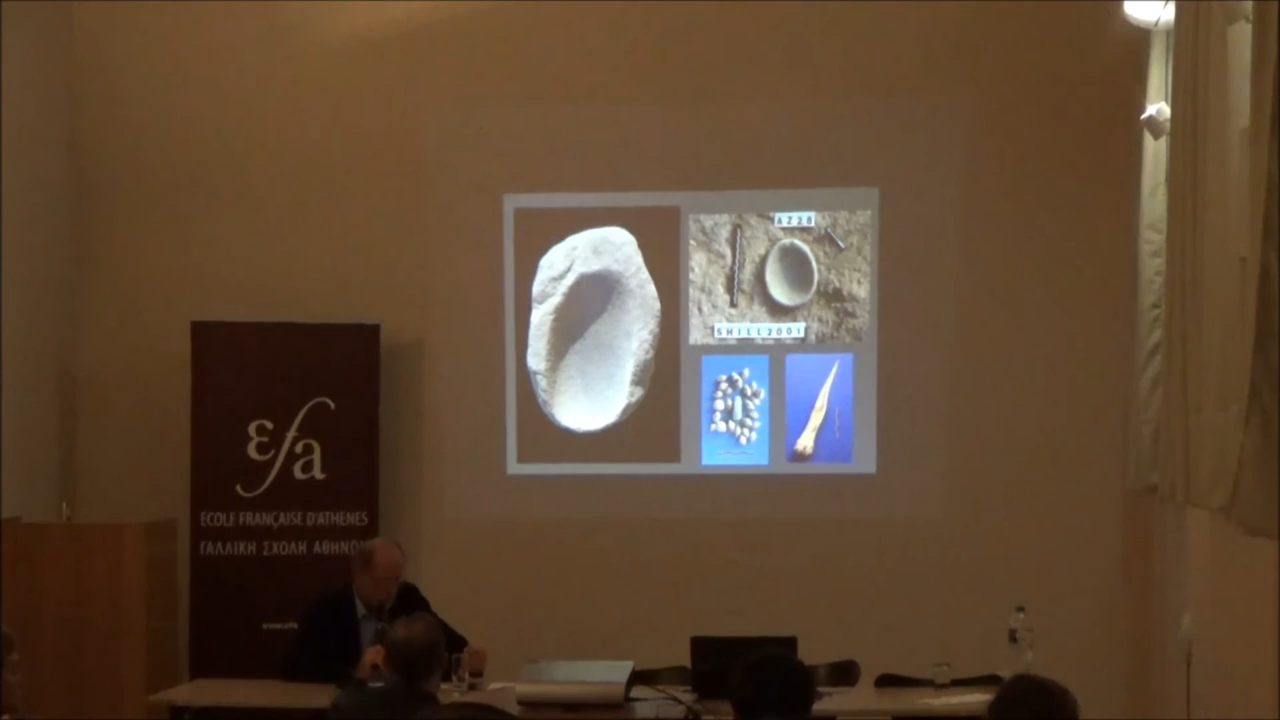 εfa
ÉCOLE FRANÇAISE D'ATHÈNES
ΓΑΛΛΙΚΗ ΣΧΟΛΗ ΑΘΗΝΩΝ
AZ28
SHILL2001